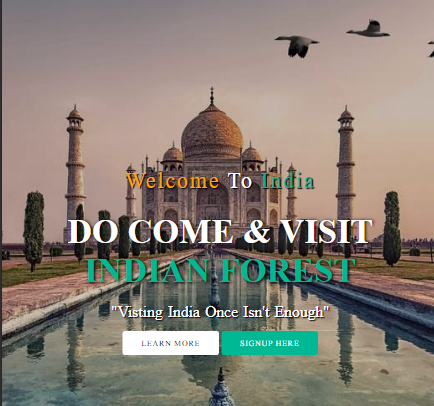 Welcome To India
DO COME & VISIT
INDIAN FOREST
"Visting India Once Isn't Enough"
LEARN MORE
SIGNUP HERE